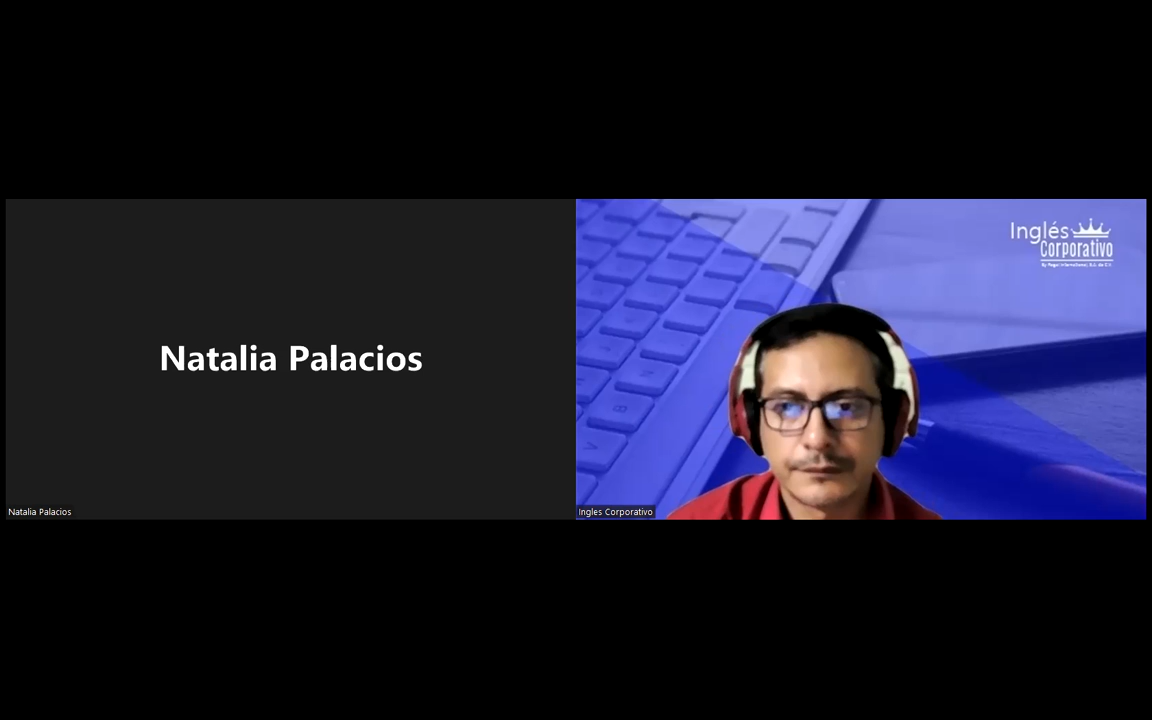 Natalia Palacios
Natalia Palacios
Inglés
Corporativo
Ingles Corporativo